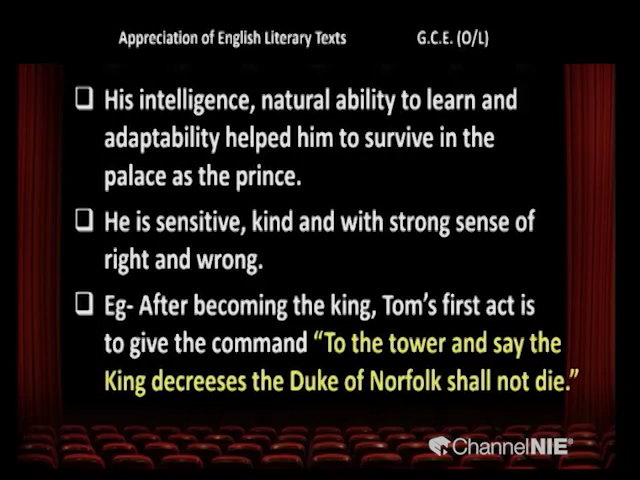 Appreciation of English Literary Texts G.C.E. (O/L)
His intelligence, natural ability to learn and
adaptability helped him to survive in the
palace as the prince.
He is sensitive, kind and with strong sense of
right and wrong.
Eg- After becoming the king, Tom's first act is
to give the command “To the tower and say the
King decreeses the Duke of Norfolk shall not die.”
ChannelNIE